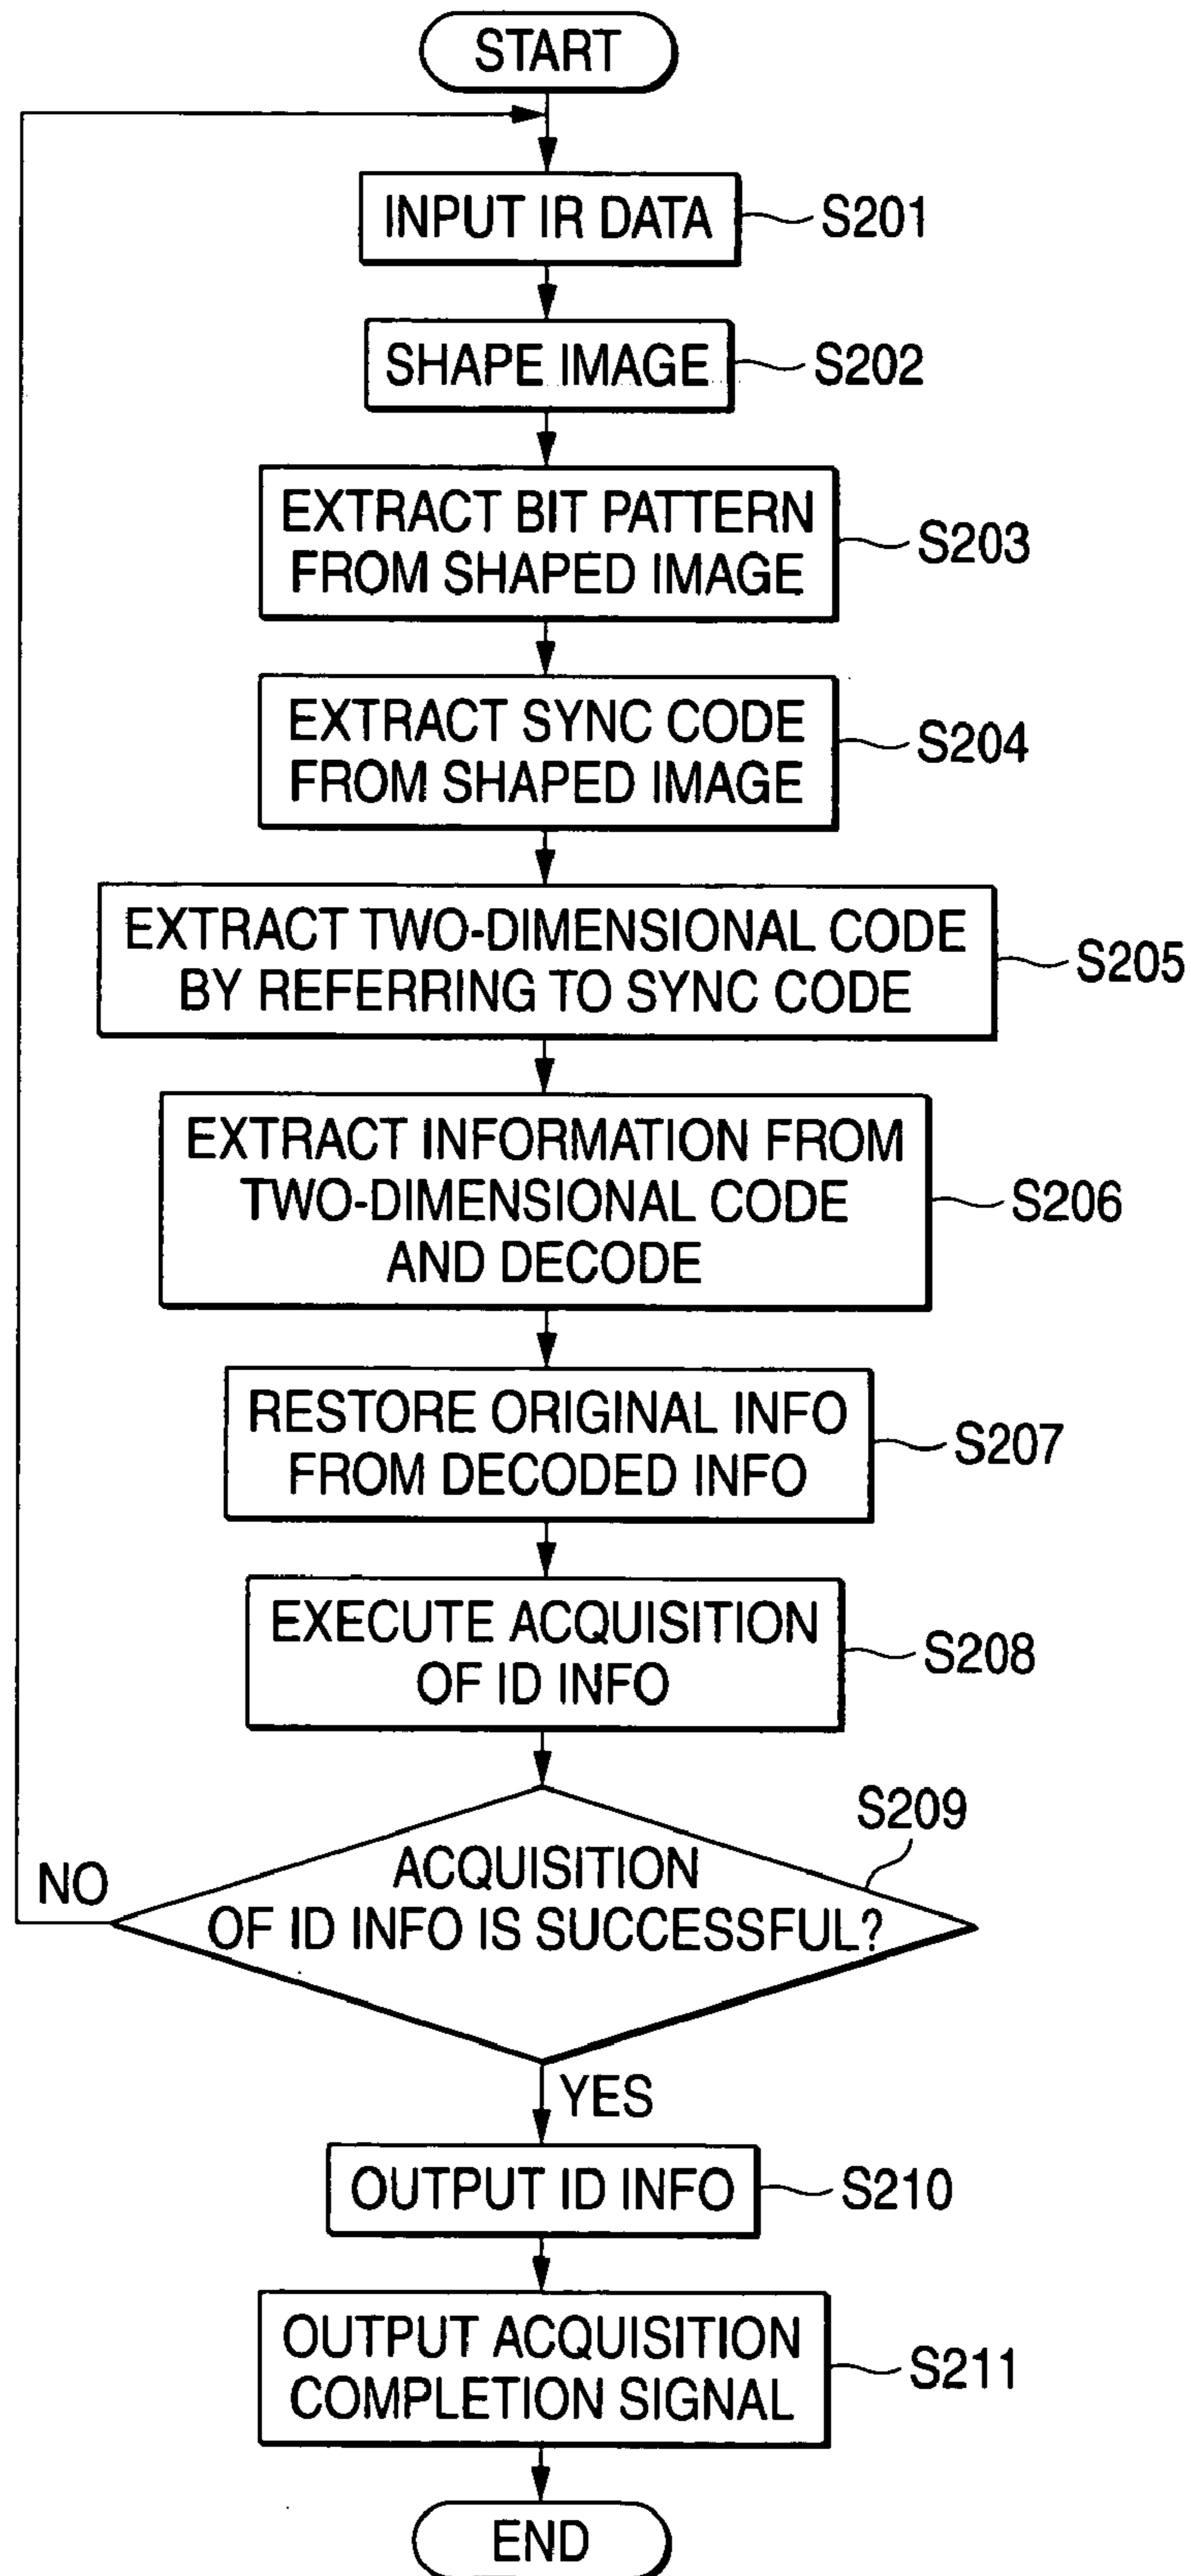 START
INPUT IR DATA
S201
SHAPE IMAGE
S202
EXTRACT BIT PATTERN
FROM SHAPED IMAGE
S203
EXTRACT SYNC CODE
FROM SHAPED IMAGE
S204
EXTRACT TWO-DIMENSIONAL CODE
BY REFERRING TO SYNC CODE
S205
EXTRACT INFORMATION FROM
TWO-DIMENSIONAL CODE
AND DECODE
S206
RESTORE ORIGINAL INFO
FROM DECODED INFO
S207
EXECUTE ACQUISITION
OF ID INFO
S208
S209
ACQUISITION
OF ID INFO IS SUCCESSFUL?
NO
YES
OUTPUT ID INFO
S210
OUTPUT ACQUISITION
COMPLETION SIGNAL
S211
END